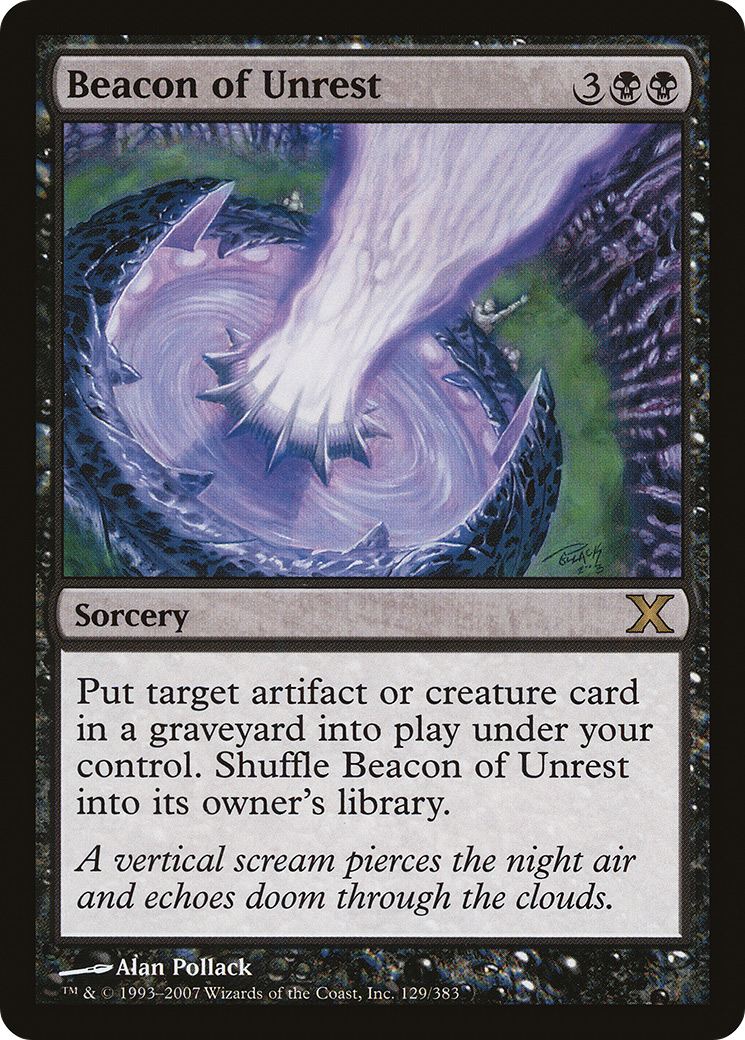 Beacon of Unrest 3
Pollack
Sorcery X
Put target artifact or creature card
in a graveyard into play under your
control. Shuffle Beacon of Unrest
into its owner's library.
A vertical scream pierces the night air
and echoes doom through the clouds.
Alan Pollack
™ & © 1993–2007 Wizards of the Coast, Inc. 129/383